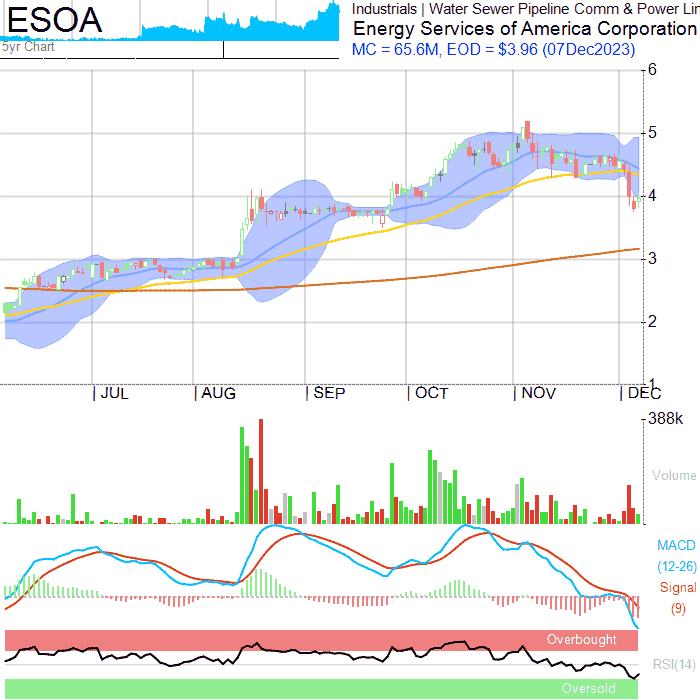 ESOA
5yr Chart
Industrials | Water Sewer Pipeline Comm & Power Lin
Energy Services of America Corporation
MC = 65.6M, EOD = $3.96 (07Dec2023)
6
5
4
3
2
1
| JUL | AUG | SEP | OCT | NOV | DEC
388k
Volume
MACD
(12-26)
Signal
(9)
Overbought
RSI(14)
Oversold